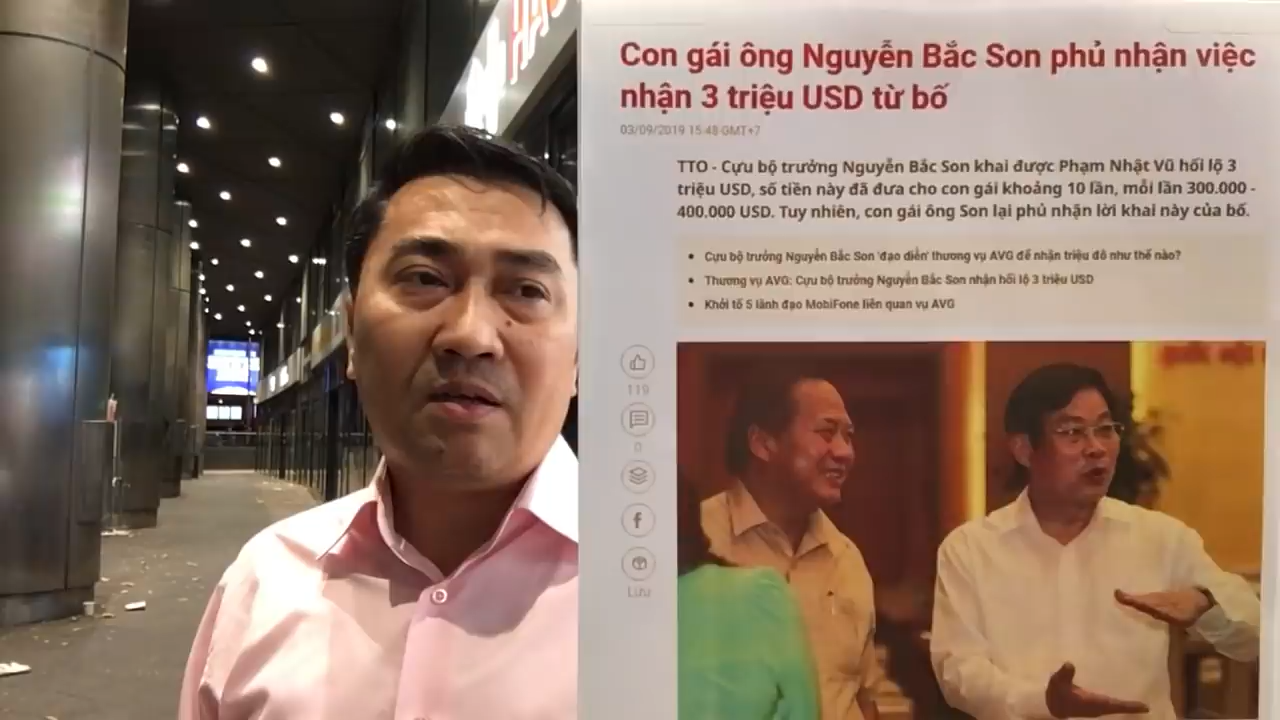 Con gái ông Nguyễn Bắc Son phủ nhận việc
nhận 3 triệu USD từ bố
03/09/2019 15:48 GMT+7
TTO - Cựu bộ trưởng Nguyễn Bắc Son khai được Phạm Nhật Vũ hối lộ 3
triệu USD, số tiền này đã đưa cho con gái khoảng 10 lần, mỗi lần 300.000 -
400.000 USD. Tuy nhiên, con gái ông Son lại phủ nhận lời khai này của bố.
Cựu bộ trưởng Nguyễn Bắc Son 'đạo diễn' thương vụ AVG để nhận triệu đô như thế nào?
Thương vụ AVG: Cựu bộ trưởng Nguyễn Bắc Son nhận hối lộ 3 triệu USD
Khởi tố 5 lãnh đạo MobiFone liên quan vụ AVG
119
0
Lưu